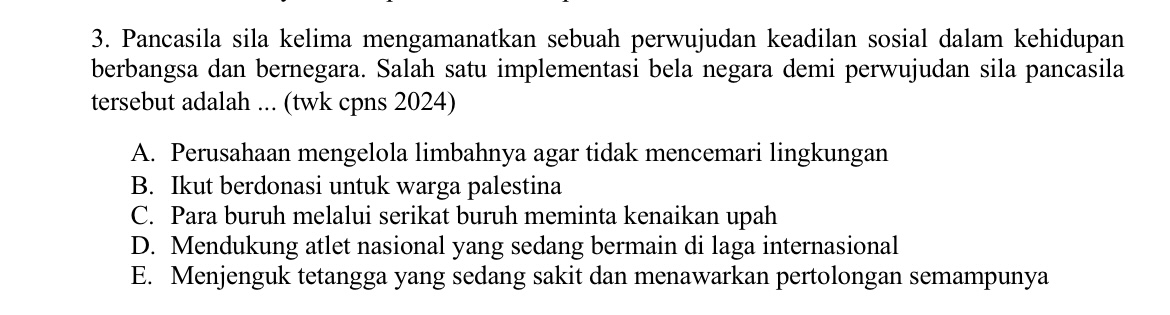 3. Pancasila sila kelima mengamanatkan sebuah perwujudan keadilan sosial dalam kehidupan
berbangsa dan bernegara. Salah satu implementasi bela negara demi perwujudan sila pancasila
tersebut adalah ... (twk cpns 2024)
A. Perusahaan mengelola limbahnya agar tidak mencemari lingkungan
B. Ikut berdonasi untuk warga palestina
C. Para buruh melalui serikat buruh meminta kenaikan upah
D. Mendukung atlet nasional yang sedang bermain di laga internasional
E. Menjenguk tetangga yang sedang sakit dan menawarkan pertolongan semampunya